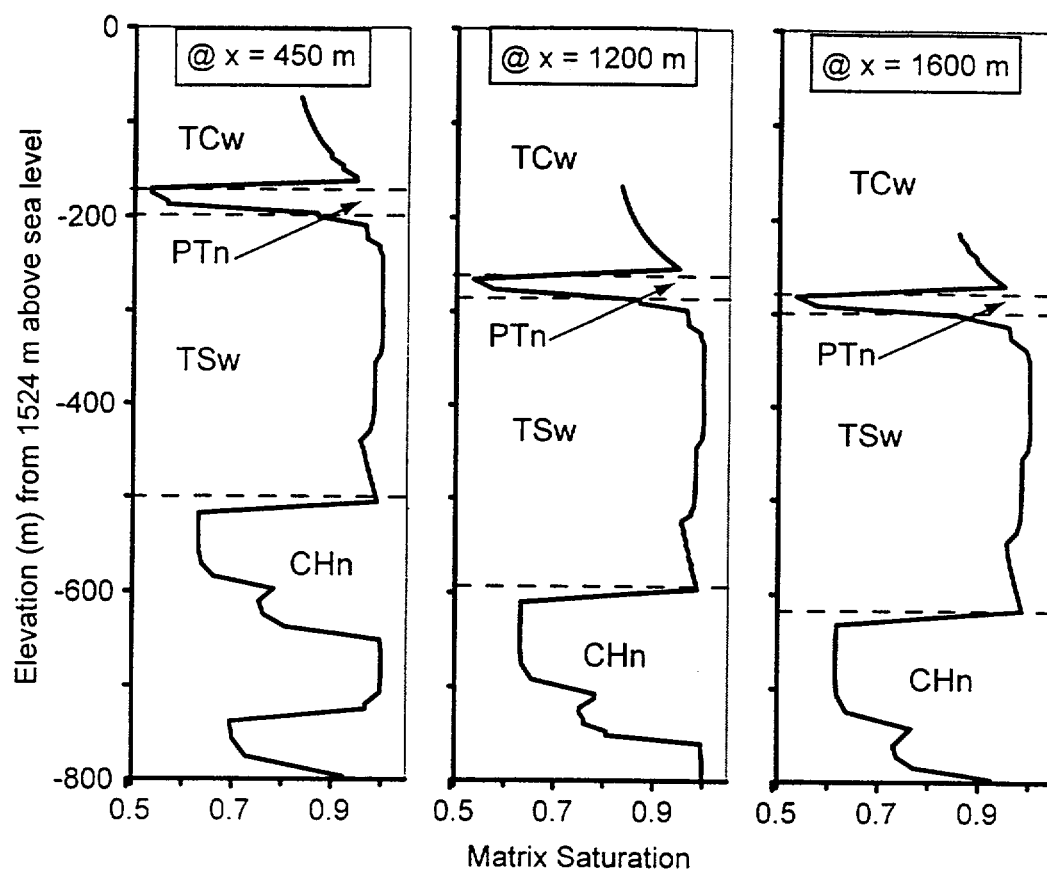 Elevation (m) from 1524 m above sea level
0
-200
-400
-600
-800
@ x = 450 m
TCw
PTn
TSw
CHn
0.5 0.7 0.9
@ x = 1200 m
TCw
PTn
TSw
CHn
0.5 0.7 0.9
@ x = 1600 m
TCw
PTn
TSw
CHn
0.5 0.7 0.9
Matrix Saturation